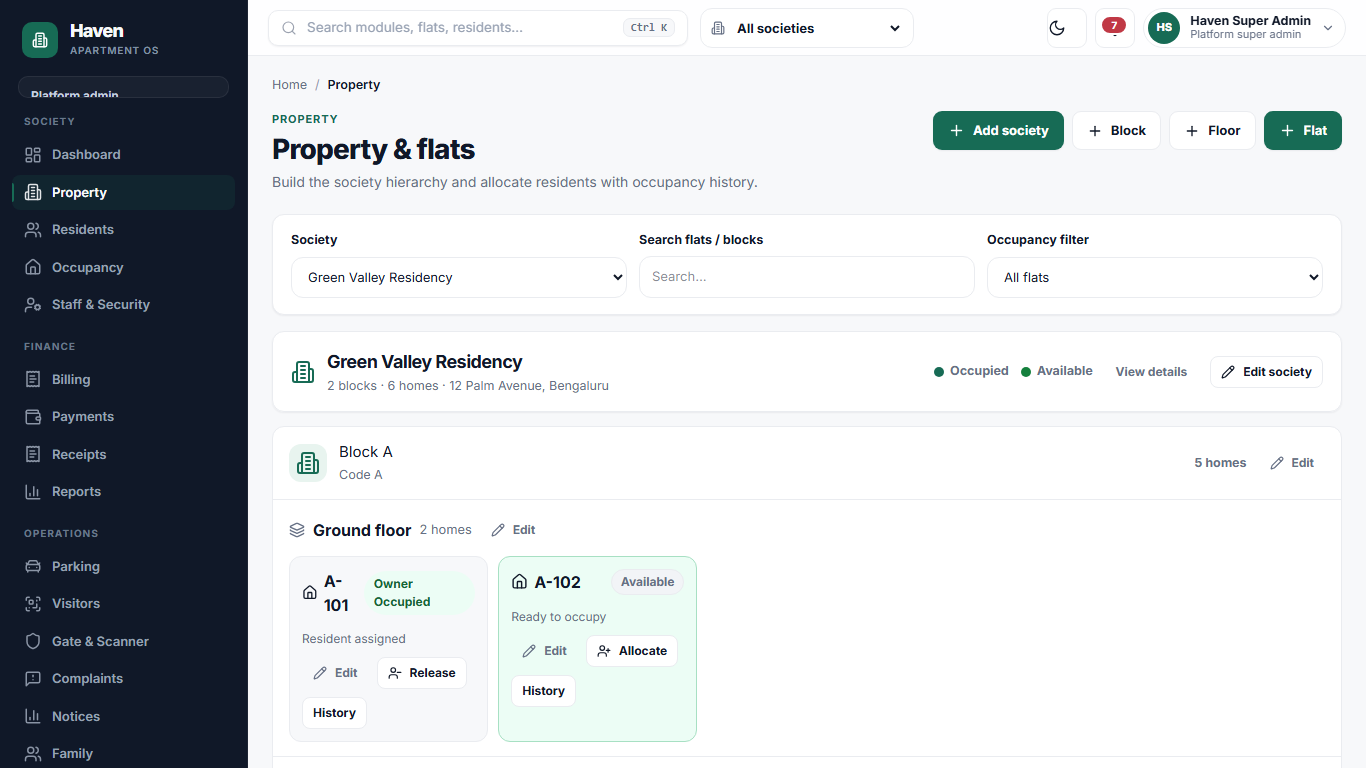 Haven
APARTMENT OS
Platform admin
SOCIETY
Dashboard
Property
Residents
Occupancy
Staff & Security
FINANCE
Billing
Payments
Receipts
Reports
OPERATIONS
Parking
Visitors
Gate & Scanner
Complaints
Notices
Family
Search modules, flats, residents...
Ctrl K
All societies
7
HS
Haven Super Admin
Platform super admin
Home / Property
PROPERTY
Property & flats
Build the society hierarchy and allocate residents with occupancy history.
+ Add society
+ Block
+ Floor
+ Flat
Society
Green Valley Residency
Search flats / blocks
Search...
Occupancy filter
All flats
Green Valley Residency
2 blocks · 6 homes · 12 Palm Avenue, Bengaluru
Occupied
Available
View details
Edit society
Block A
Code A
5 homes
Edit
Ground floor
2 homes
Edit
A-
101
Owner
Occupied
Resident assigned
Edit
Release
History
A-102
Available
Ready to occupy
Edit
Allocate
History